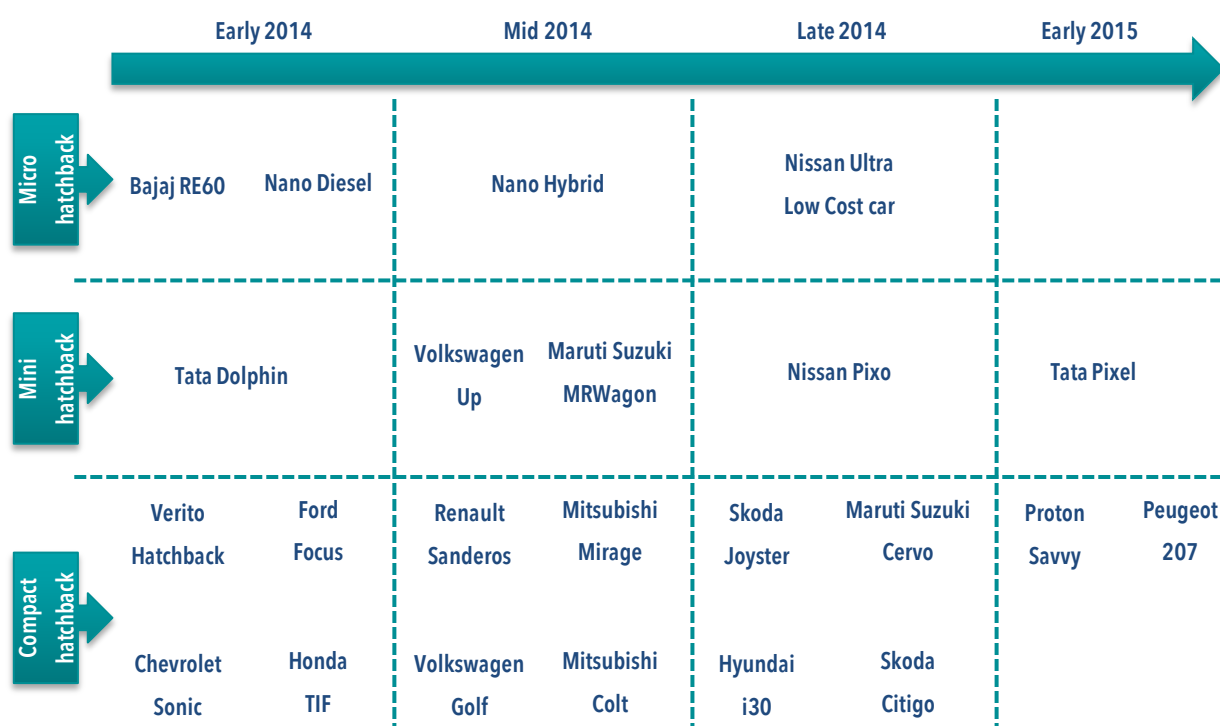 Early 2014
Mid 2014
Late 2014
Early 2015
Micro
hatchback
Bajaj RE60
Nano Diesel
Nano Hybrid
Nissan Ultra
Low Cost car
Mini
hatchback
Tata Dolphin
Volkswagen
Up
Maruti Suzuki
MRWagon
Nissan Pixo
Tata Pixel
Compact
hatchback
Verito
Hatchback
Ford
Focus
Renault
Sanderos
Mitsubishi
Mirage
Skoda
Joyster
Maruti Suzuki
Cervo
Proton
Savvy
Peugeot
207
Chevrolet
Sonic
Honda
TIF
Volkswagen
Golf
Mitsubishi
Colt
Hyundai
i30
Skoda
Citigo